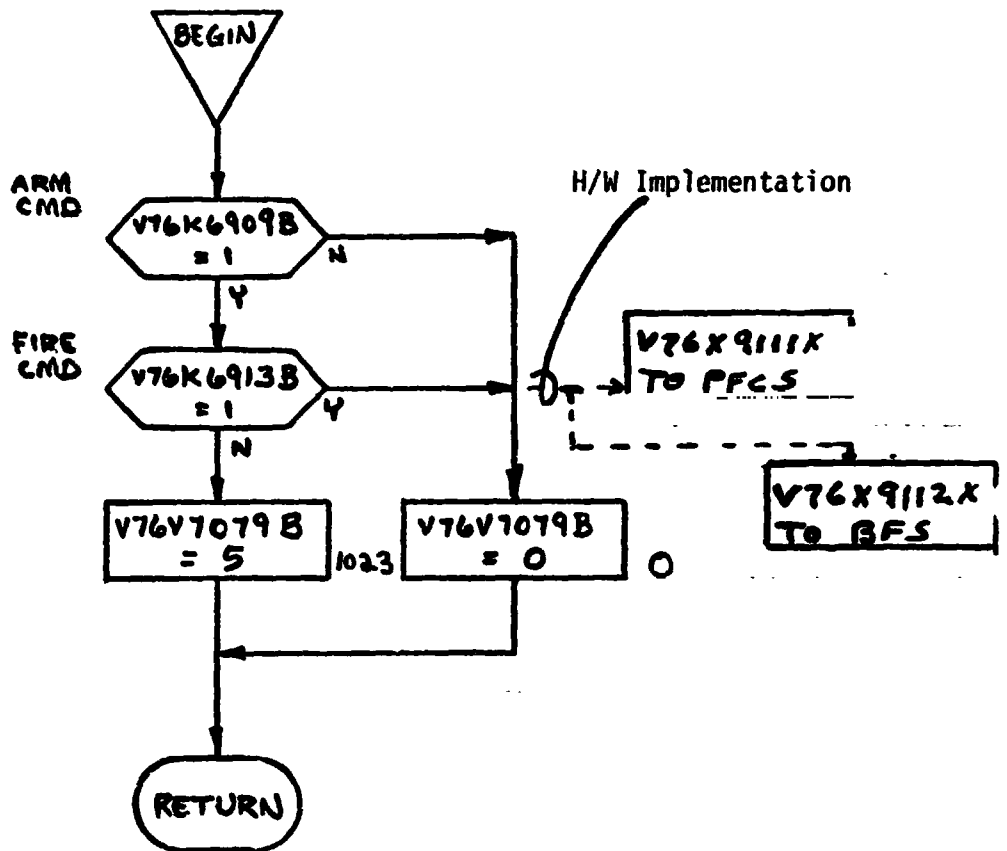 BEGIN
ARM
CMD
V76K6909B
= 1
N
Y
H/W Implementation
FIRE
CMD
V76K6913B
= 1
Y
N
V76X9111X
TO PFCS
V76X9112X
TO BFS
V76V7079B
= 5
1023
V76V7079B
= 0
0
RETURN